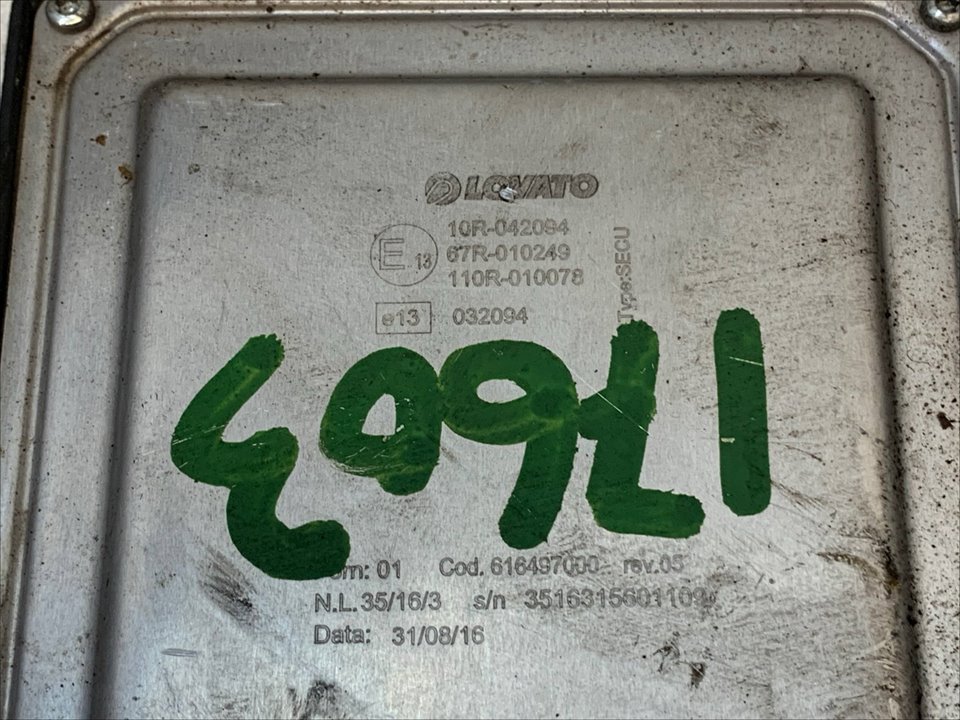 LOVATO
E 13
10R-042094
67R-010249
110R-010078
Type:SECU
e13 032094
17603
01 Cod. 616497000 rev.05
N.L. 35/16/3 s/n
Data: 31/08/16